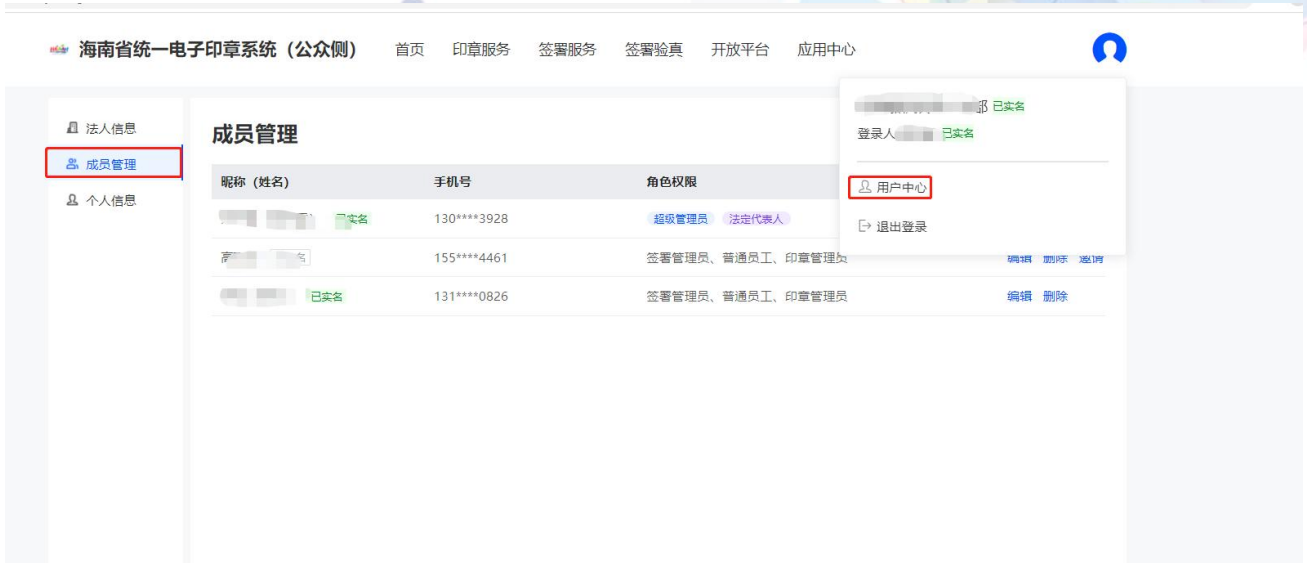 海南省统一电子印章系统（公众侧） 首页 印章服务 签署服务 签署验真 开放平台 应用中心
部 已实名
登录人 已实名
用户中心
退出登录
法人信息
成员管理
个人信息
成员管理
昵称（姓名） 手机号 角色权限
已实名 130****3928 超级管理员 法定代表人
高 名 155****4461 签署管理员、普通员工、印章管理员 编辑 删除 邀请
已实名 131****0826 签署管理员、普通员工、印章管理员 编辑 删除